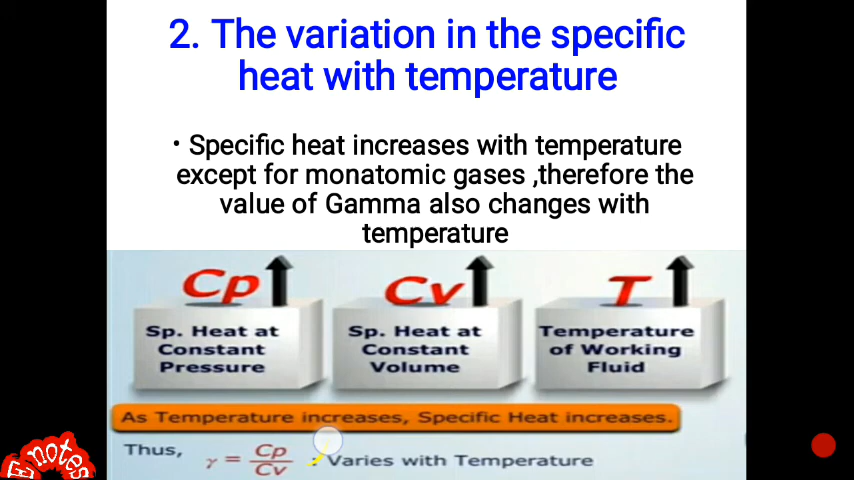 2. The variation in the specific
heat with temperature
• Specific heat increases with temperature
except for monatomic gases ,therefore the
value of Gamma also changes with
temperature
Cp
Cv
T
Sp. Heat at
Constant
Pressure
Sp. Heat at
Constant
Volume
Temperature
of Working
Fluid
As Temperature increases, Specific Heat increases.
Thus, γ = Cp/Cv : Varies with Temperature
E notes